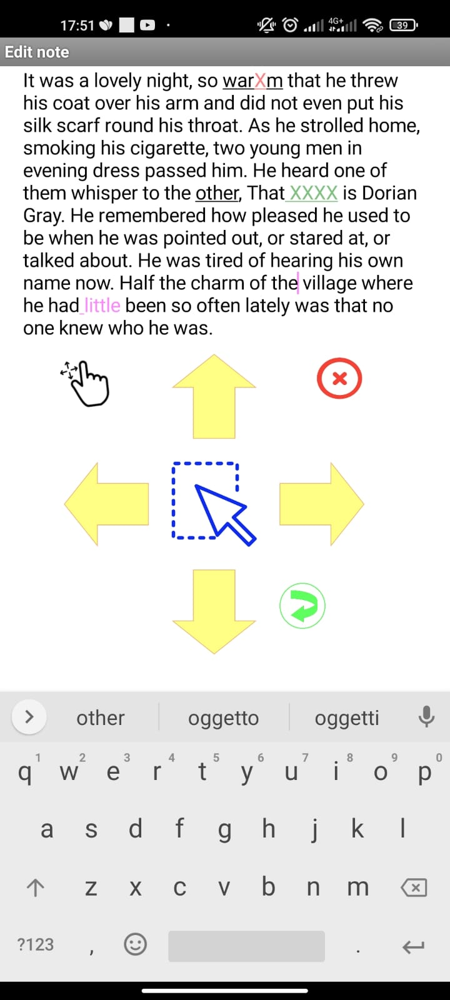 17:51
4G+
39
Edit note
It was a lovely night, so warXm that he threw
his coat over his arm and did not even put his
silk scarf round his throat. As he strolled home,
smoking his cigarette, two young men in
evening dress passed him. He heard one of
them whisper to the other, That XXXX is Dorian
Gray. He remembered how pleased he used to
be when he was pointed out, or stared at, or
talked about. He was tired of hearing his own
name now. Half the charm of the village where
he had little been so often lately was that no
one knew who he was.
other oggetto oggetti
1 2 3 4 5 6 7 8 9 0
q w e r t y u i o p
a s d f g h j k l
z x c v b n m
?123 , .